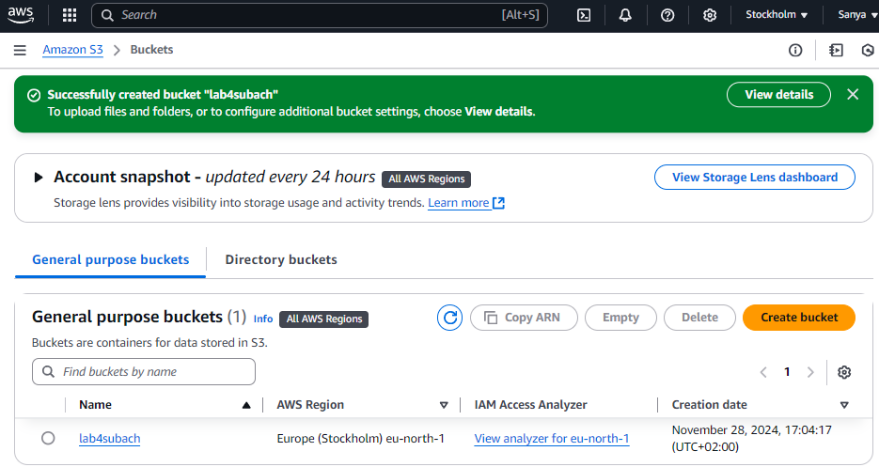 aws Search [Alt+S] Stockholm Sanya
Amazon S3 > Buckets
Successfully created bucket "lab4subach" View details
To upload files and folders, or to configure additional bucket settings, choose View details.
Account snapshot - updated every 24 hours All AWS Regions View Storage Lens dashboard
Storage lens provides visibility into storage usage and activity trends. Learn more
General purpose buckets Directory buckets
General purpose buckets (1) Info All AWS Regions Copy ARN Empty Delete Create bucket
Buckets are containers for data stored in S3.
Find buckets by name 1
Name AWS Region IAM Access Analyzer Creation date
lab4subach Europe (Stockholm) eu-north-1 View analyzer for eu-north-1 November 28, 2024, 17:04:17
(UTC+02:00)